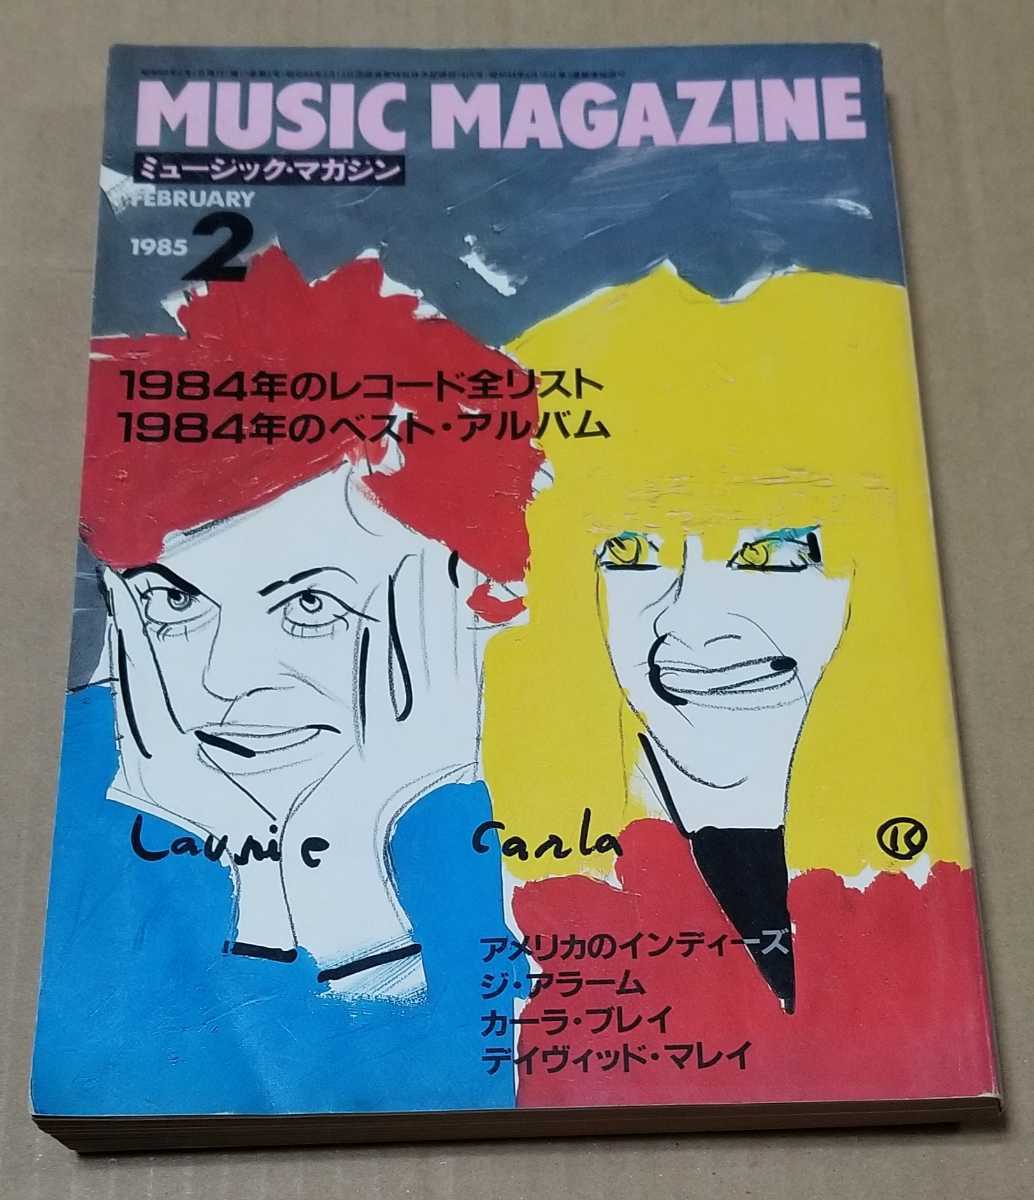 MUSIC MAGAZINE
ミュージック・マガジン
FEBRUARY
1985 2
1984年のレコード全リスト
1984年のベスト・アルバム
Laurie Carla
アメリカのインディーズ
ジ・アラーム
カーラ・ブレイ
デイヴィッド・マレイ